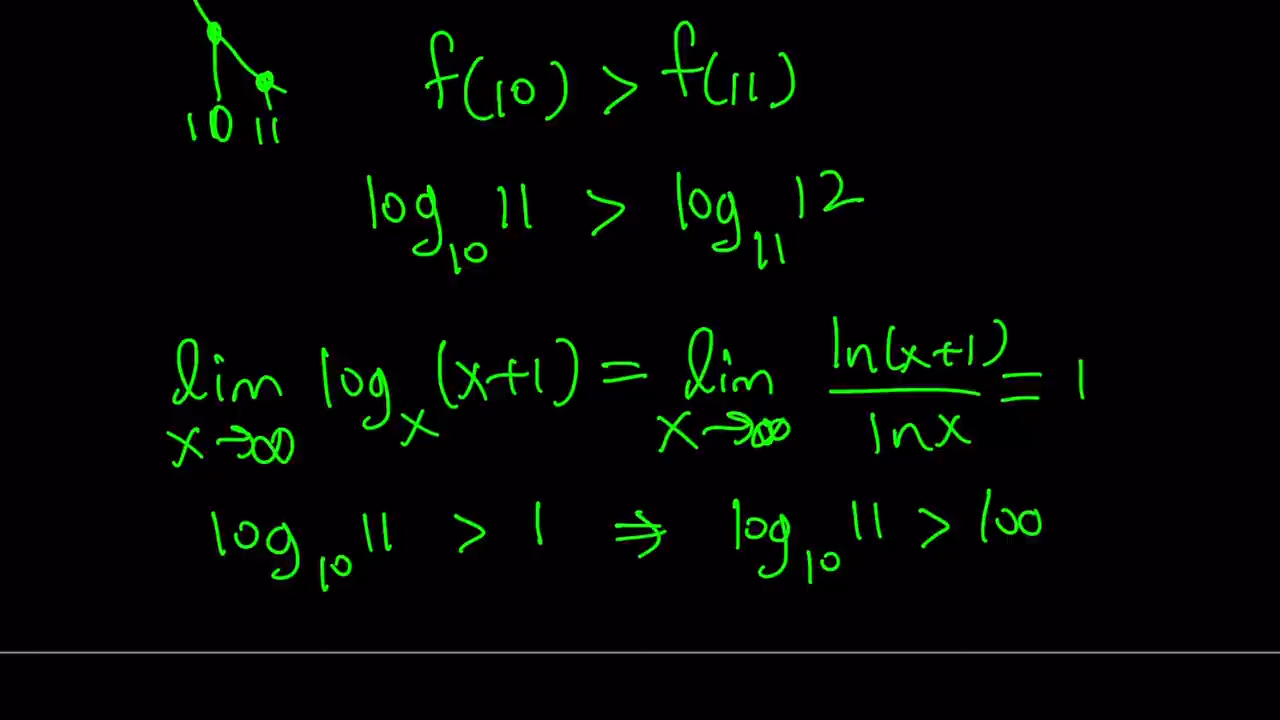 f(10) > f(11)
10 11
log₁₀ 11 > log₁₁ 12
lim x→∞ logₓ (x+1) = lim x→∞ ln(x+1)/ln x = 1
log₁₀ 11 > 1 ⇒ log₁₀ 11 > 100